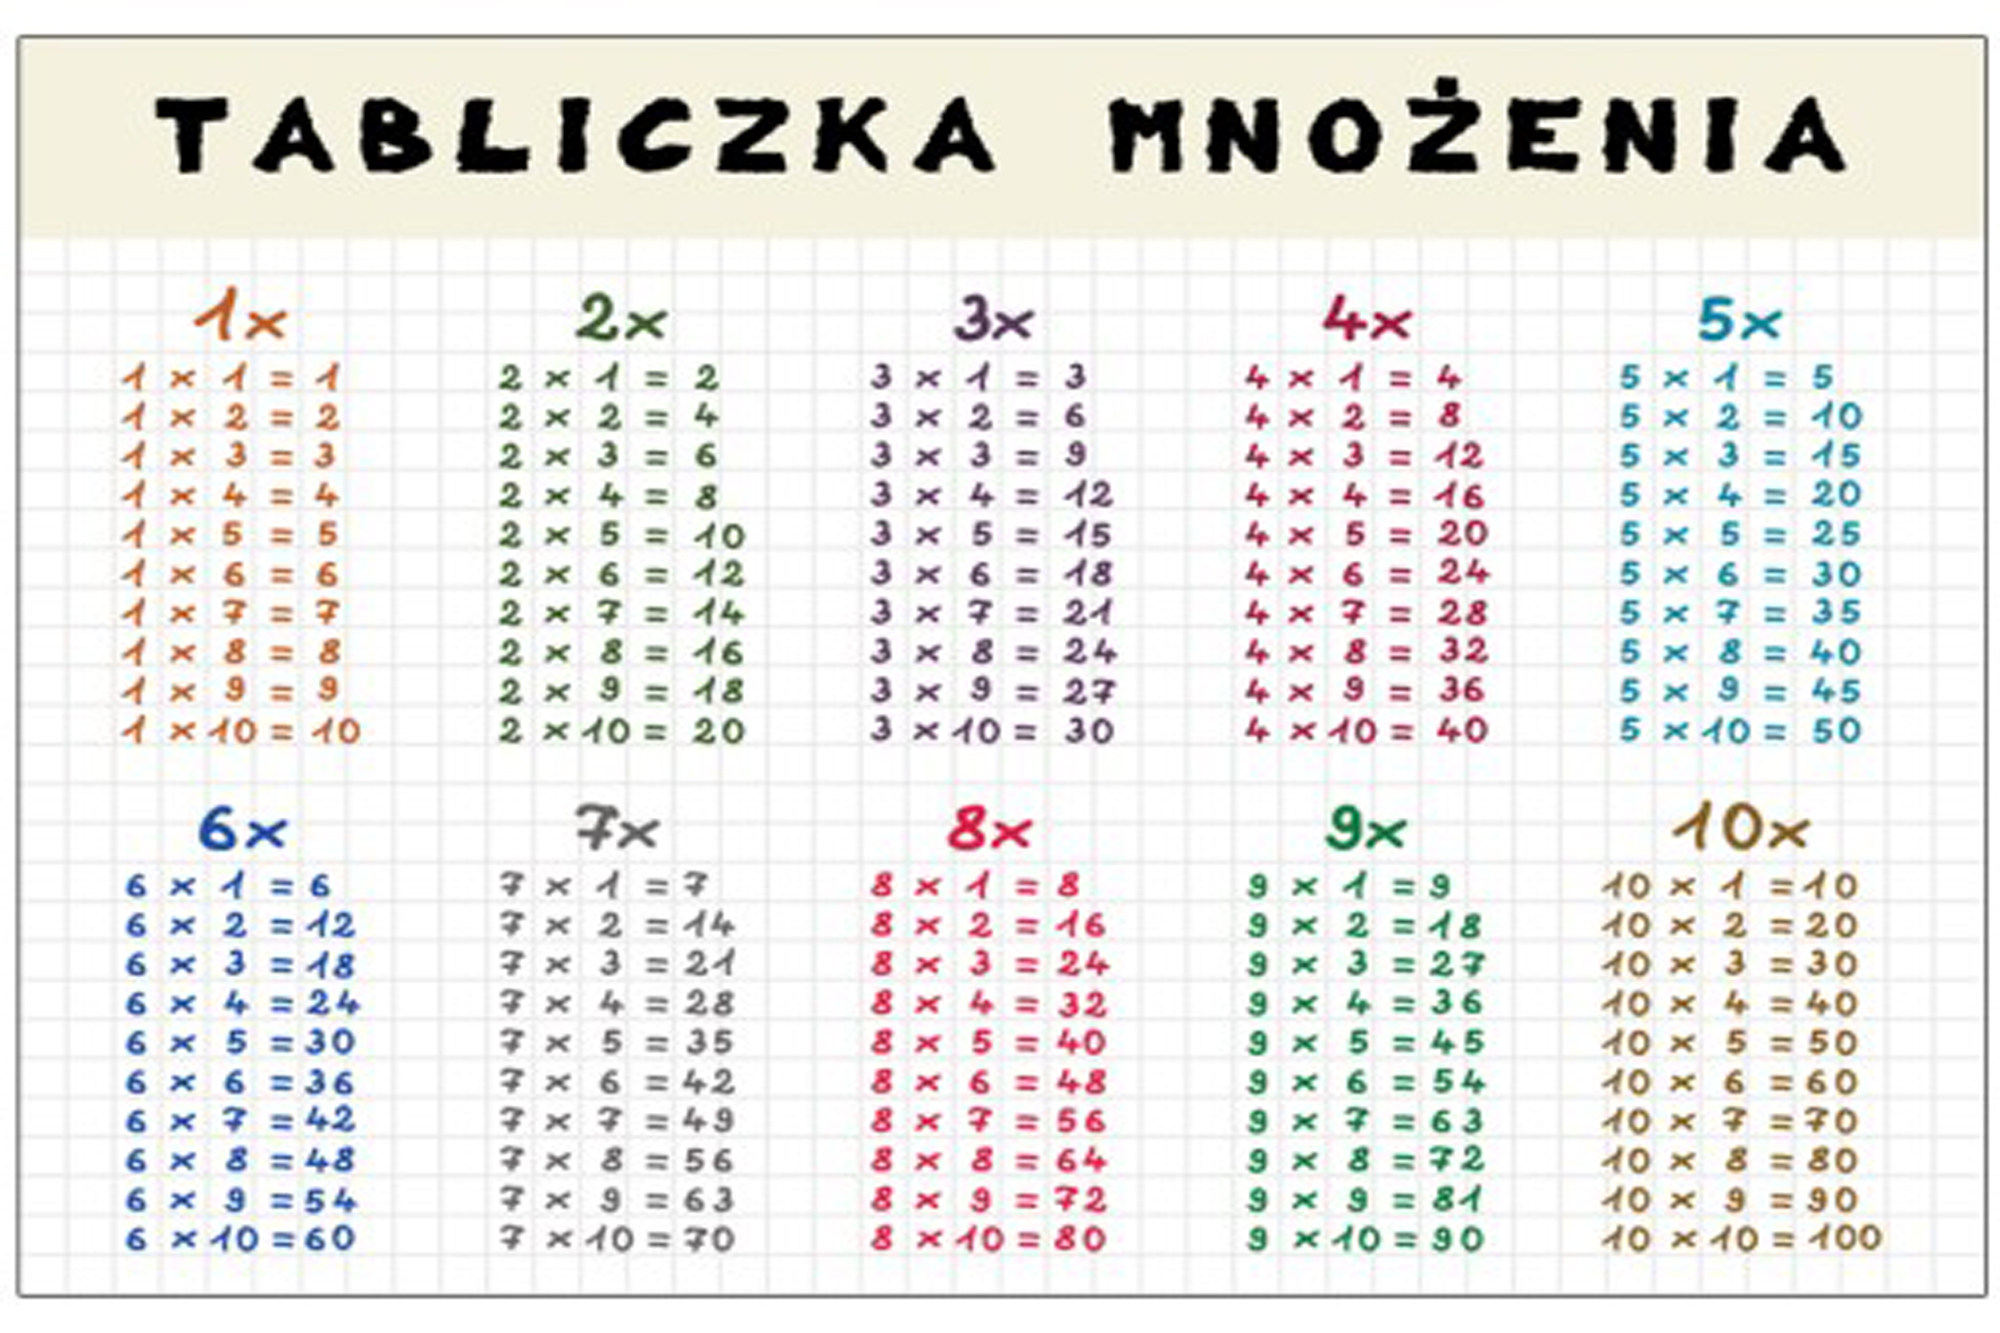 TABLICZKA MNOŻENIA
1x
1 x 1 = 1
1 x 2 = 2
1 x 3 = 3
1 x 4 = 4
1 x 5 = 5
1 x 6 = 6
1 x 7 = 7
1 x 8 = 8
1 x 9 = 9
1 x 10 = 10
2x
2 x 1 = 2
2 x 2 = 4
2 x 3 = 6
2 x 4 = 8
2 x 5 = 10
2 x 6 = 12
2 x 7 = 14
2 x 8 = 16
2 x 9 = 18
2 x 10 = 20
3x
3 x 1 = 3
3 x 2 = 6
3 x 3 = 9
3 x 4 = 12
3 x 5 = 15
3 x 6 = 18
3 x 7 = 21
3 x 8 = 24
3 x 9 = 27
3 x 10 = 30
4x
4 x 1 = 4
4 x 2 = 8
4 x 3 = 12
4 x 4 = 16
4 x 5 = 20
4 x 6 = 24
4 x 7 = 28
4 x 8 = 32
4 x 9 = 36
4 x 10 = 40
5x
5 x 1 = 5
5 x 2 = 10
5 x 3 = 15
5 x 4 = 20
5 x 5 = 25
5 x 6 = 30
5 x 7 = 35
5 x 8 = 40
5 x 9 = 45
5 x 10 = 50
6x
6 x 1 = 6
6 x 2 = 12
6 x 3 = 18
6 x 4 = 24
6 x 5 = 30
6 x 6 = 36
6 x 7 = 42
6 x 8 = 48
6 x 9 = 54
6 x 10 = 60
7x
7 x 1 = 7
7 x 2 = 14
7 x 3 = 21
7 x 4 = 28
7 x 5 = 35
7 x 6 = 42
7 x 7 = 49
7 x 8 = 56
7 x 9 = 63
7 x 10 = 70
8x
8 x 1 = 8
8 x 2 = 16
8 x 3 = 24
8 x 4 = 32
8 x 5 = 40
8 x 6 = 48
8 x 7 = 56
8 x 8 = 64
8 x 9 = 72
8 x 10 = 80
9x
9 x 1 = 9
9 x 2 = 18
9 x 3 = 27
9 x 4 = 36
9 x 5 = 45
9 x 6 = 54
9 x 7 = 63
9 x 8 = 72
9 x 9 = 81
9 x 10 = 90
10x
10 x 1 = 10
10 x 2 = 20
10 x 3 = 30
10 x 4 = 40
10 x 5 = 50
10 x 6 = 60
10 x 7 = 70
10 x 8 = 80
10 x 9 = 90
10 x 10 = 100